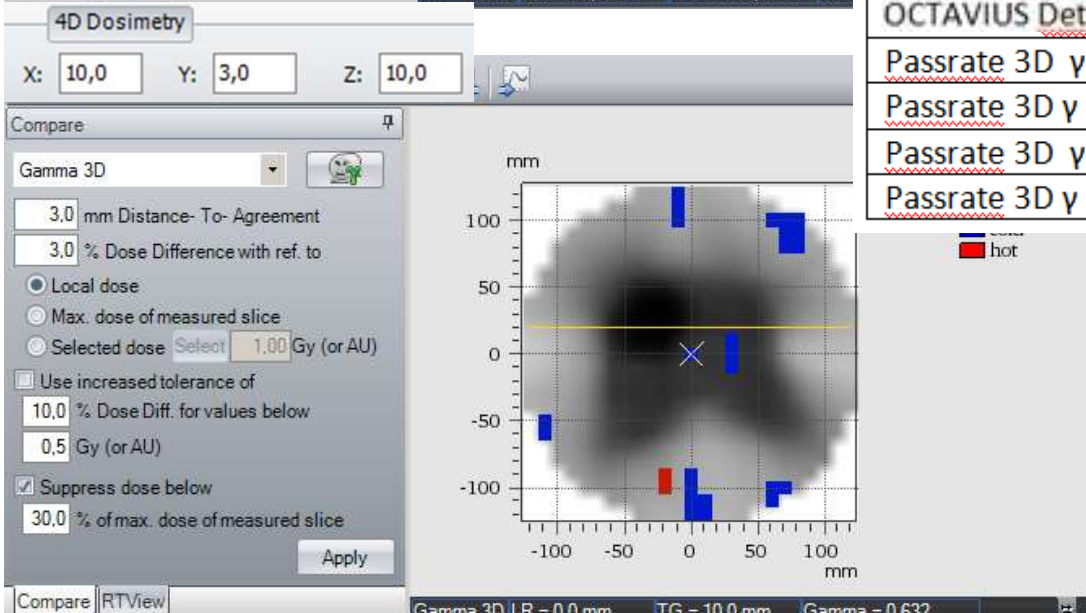 4D Dosimetry
X: 10,0 Y: 3,0 Z: 10,0
OCTAVIUS Det
Passrate 3D γ
Passrate 3D γ
Passrate 3D γ
Passrate 3D γ
Compare
Gamma 3D
3,0 mm Distance- To- Agreement
3,0 % Dose Difference with ref. to
Local dose
Max. dose of measured slice
Selected dose Select 1,00 Gy (or AU)
Use increased tolerance of
10,0 % Dose Diff. for values below
0,5 Gy (or AU)
Suppress dose below
30,0 % of max. dose of measured slice
Apply
Compare RTView
mm
100
50
0
-50
-100
-100 -50 0 50 100
mm
hot
Gamma 3D LR = 0.0 mm TG = 10.0 mm Gamma = 0.632